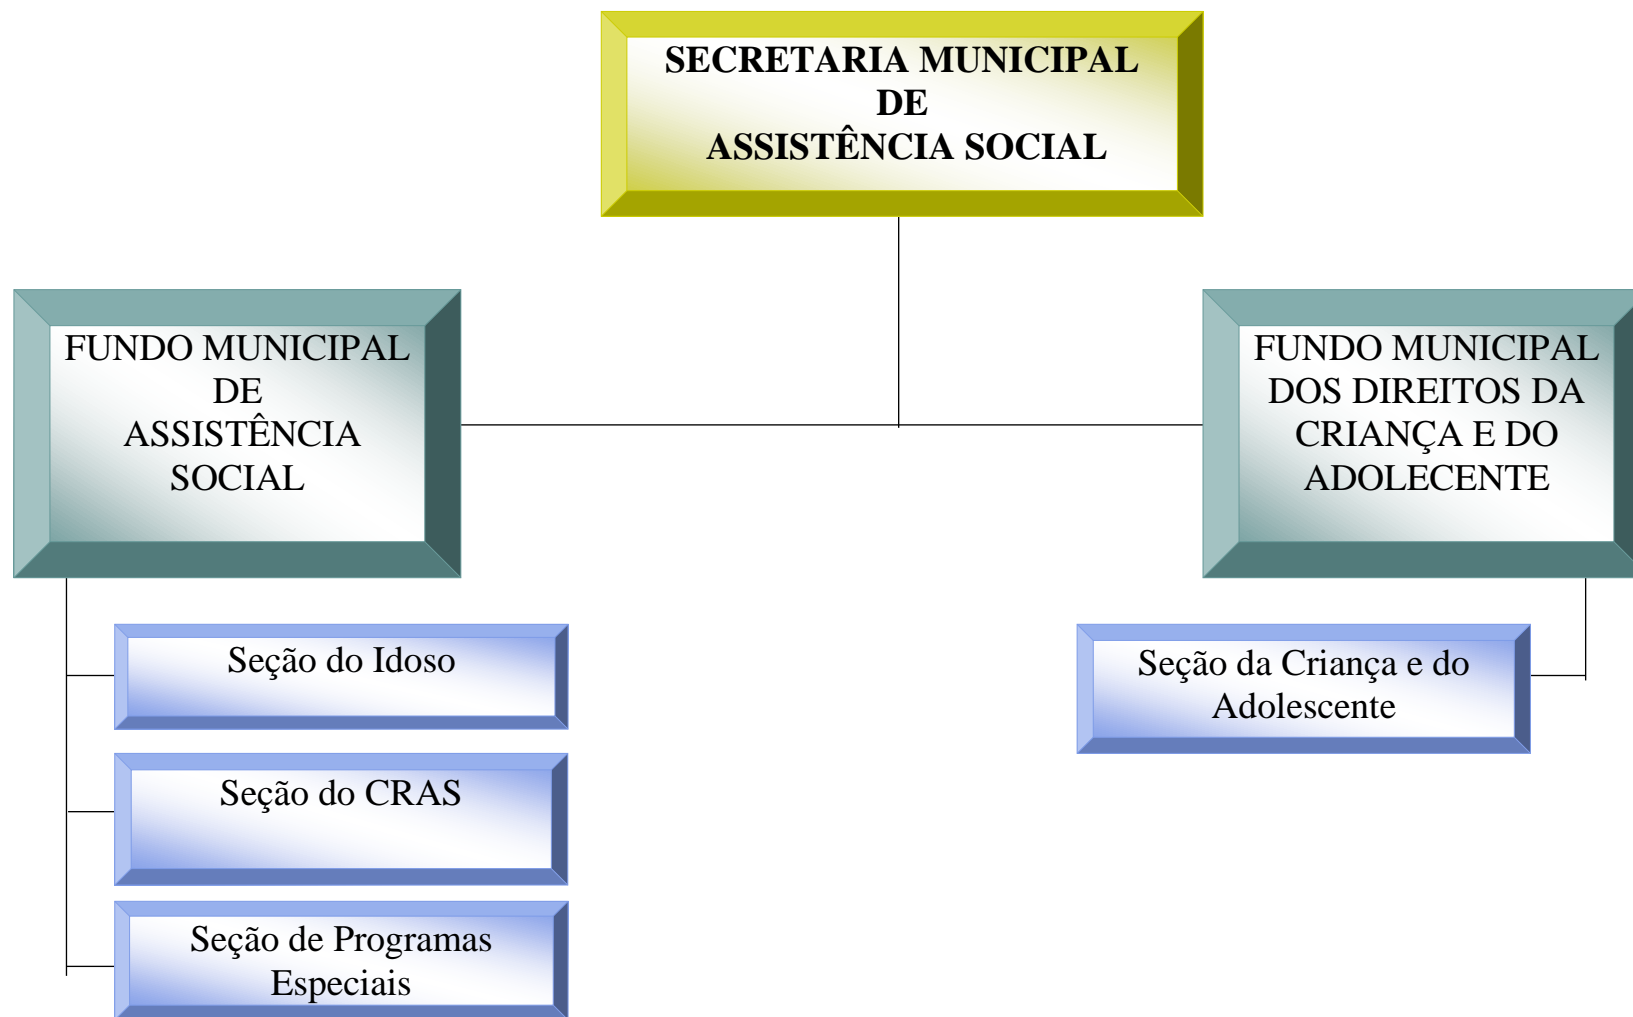 SECRETARIA MUNICIPAL
DE
ASSISTÊNCIA SOCIAL
FUNDO MUNICIPAL
DE
ASSISTÊNCIA
SOCIAL
FUNDO MUNICIPAL
DOS DIREITOS DA
CRIANÇA E DO
ADOLECENTE
Seção do Idoso
Seção do CRAS
Seção de Programas
Especiais
Seção da Criança e do
Adolescente